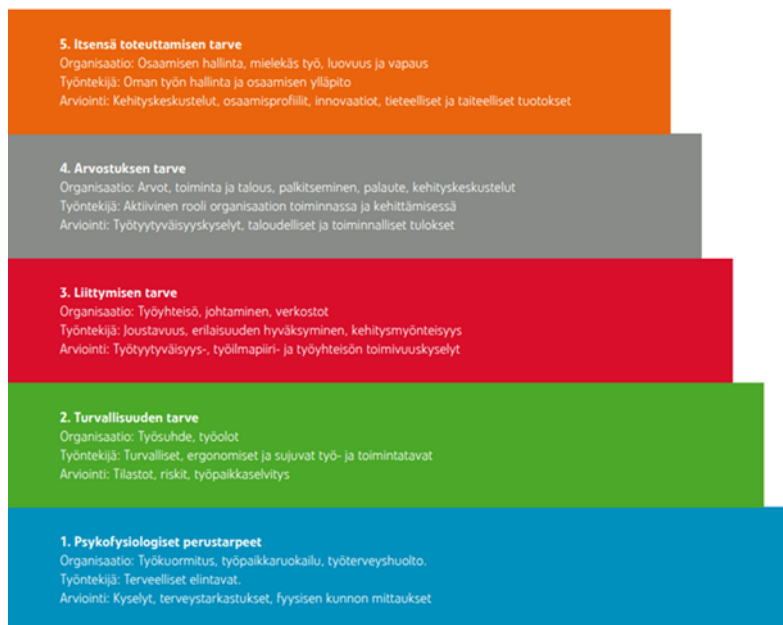 5. Itsensä toteuttamisen tarve
Organisaatio: Osaamisen hallinta, mielekäs työ, luovuus ja vapaus
Työntekijä: Oman työn hallinta ja osaamisen ylläpito
Arviointi: Kehityskeskustelut, osaamisprofiilit, innovaatiot, tieteelliset ja taiteelliset tuotokset
4. Arvostuksen tarve
Organisaatio: Arvot, toiminta ja talous, palkitseminen, palaute, kehityskeskustelut
Työntekijä: Aktiivinen rooli organisaation toiminnassa ja kehittämisessä
Arviointi: Työtyytyväisyyskyselyt, taloudelliset ja toiminnalliset tulokset
3. Liittymisen tarve
Organisaatio: Työyhteisö, johtaminen, verkostot
Työntekijä: Joustavuus, erilaisuuden hyväksyminen, kehitysmyönteisyys
Arviointi: Työtyytyväisyys-, työilmapiiri- ja työyhteisön toimivuuskyselyt
2. Turvallisuuden tarve
Organisaatio: Työsuhde, työolot
Työntekijä: Turvalliset, ergonomiset ja sujuvat työ- ja toimintatavat
Arviointi: Tilastot, riskit, työpaikkaselvitys
1. Psykofysiologiset perustarpeet
Organisaatio: Työkuormitus, työpaikkaruokailu, työterveyshuolto.
Työntekijä: Terveelliset elintavat.
Arviointi: Kyselyt, terveystarkastukset, fyysisen kunnon mittaukset